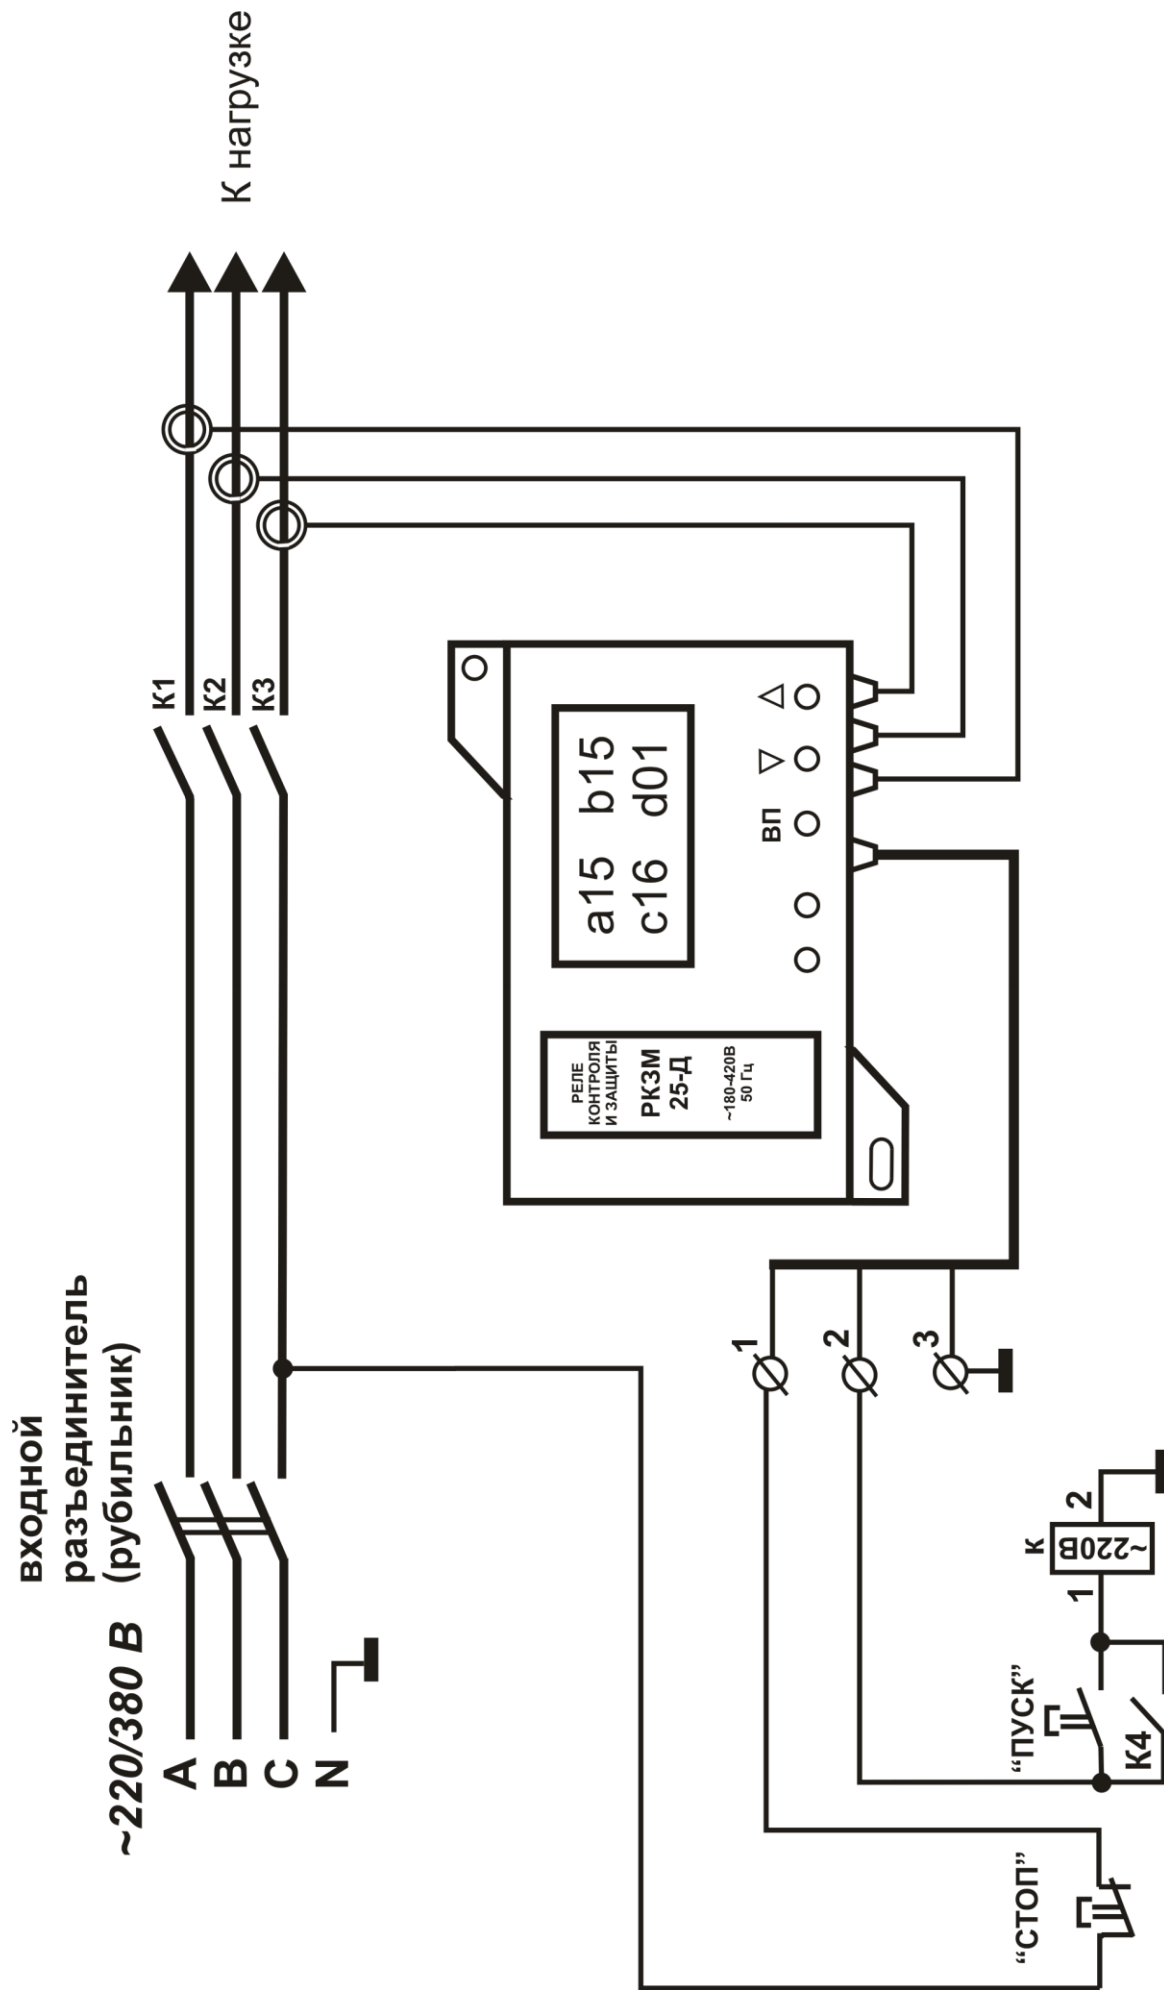 входной
разъединитель
(рубильник)
~220/380 В
A
B
C
N
К1
К2
К3
К нагрузке
РЕЛЕ
КОНТРОЛЯ
И ЗАЩИТЫ
РКЗМ
25-Д
~180-420В
50 Гц
a15 b15
c16 d01
ВП
1
2
3
“СТОП”
“ПУСК”
К4
1
к
~220В
2